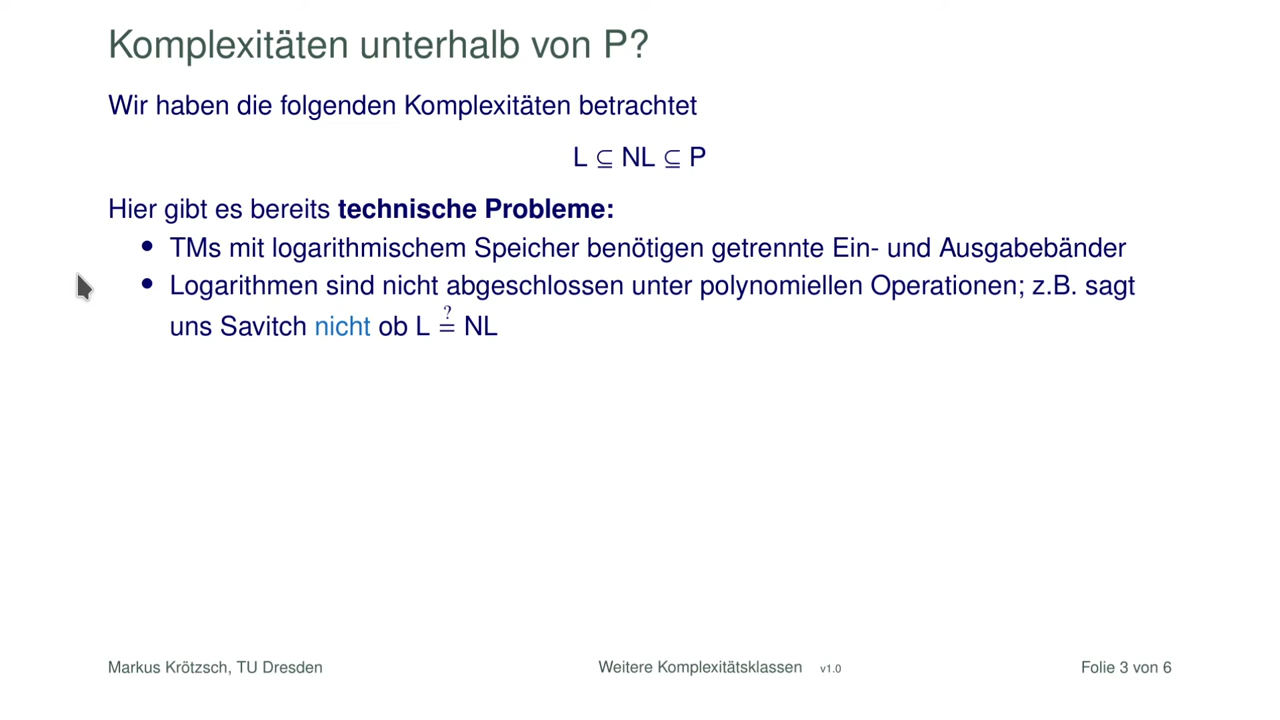 Komplexitäten unterhalb von P?
Wir haben die folgenden Komplexitäten betrachtet
L ⊆ NL ⊆ P
Hier gibt es bereits technische Probleme:
• TMs mit logarithmischem Speicher benötigen getrennte Ein- und Ausgabebänder
• Logarithmen sind nicht abgeschlossen unter polynomiellen Operationen; z.B. sagt
uns Savitch nicht ob L ≟ NL
Markus Krötzsch, TU Dresden Weitere Komplexitätsklassen v1.0 Folie 3 von 6